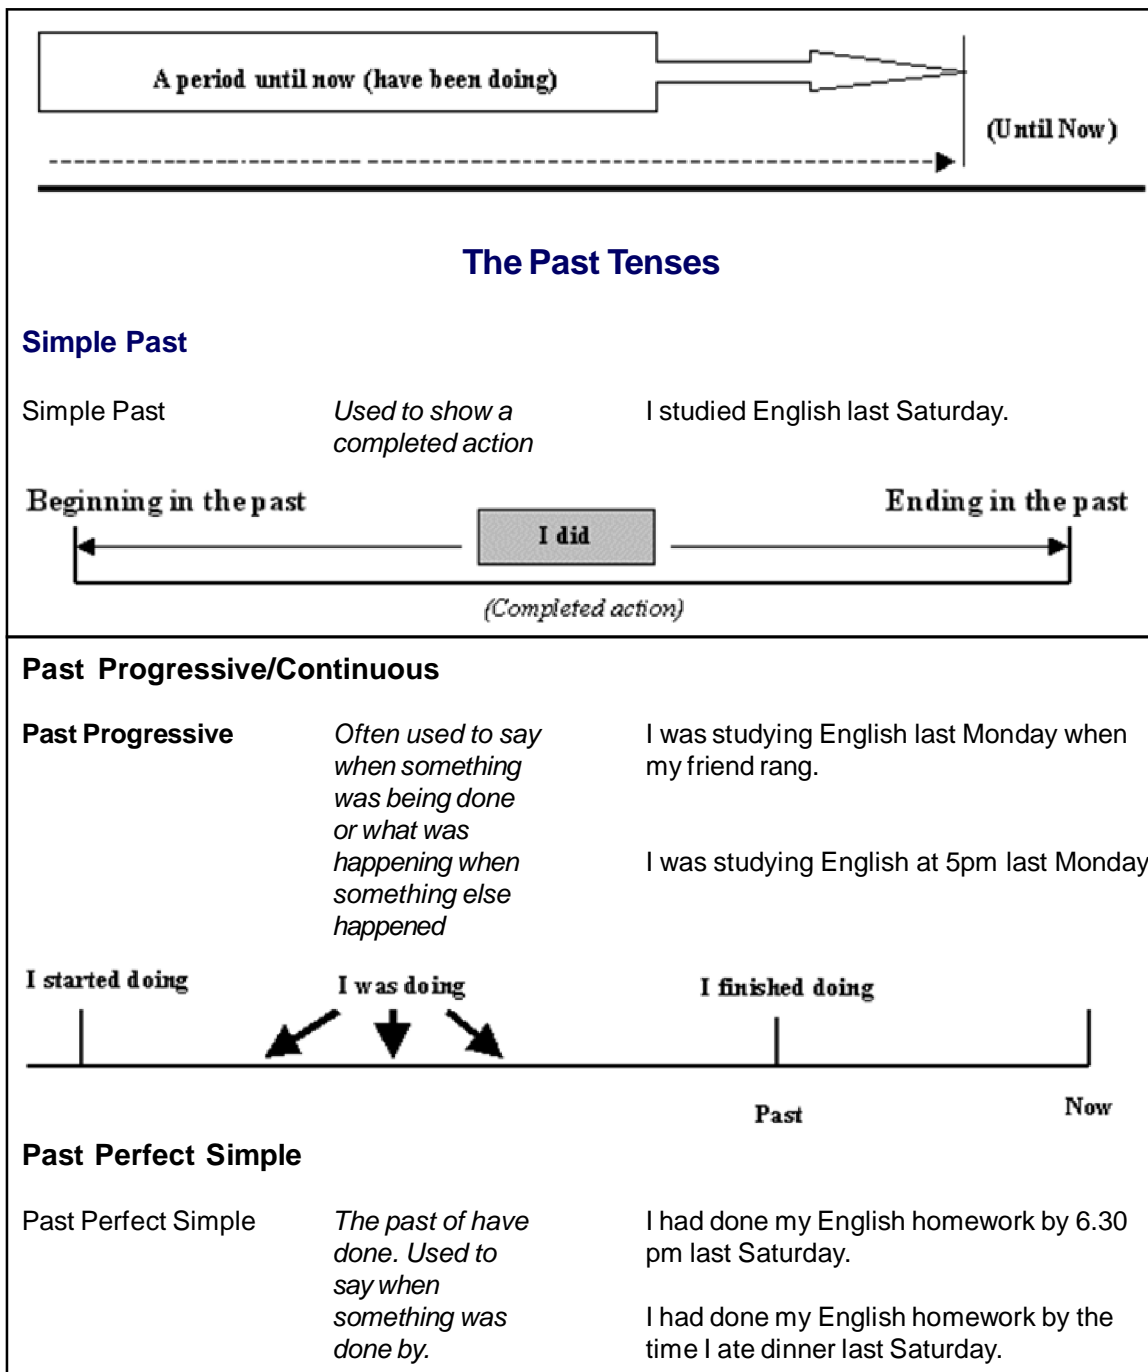 A period until now (have been doing)
(Until Now)
The Past Tenses
Simple Past
Simple Past
Used to show a
completed action
I studied English last Saturday.
Beginning in the past
Ending in the past
I did
(Completed action)
Past Progressive/Continuous
Past Progressive
Often used to say
when something
was being done
or what was
happening when
something else
happened
I was studying English last Monday when
my friend rang.
I was studying English at 5pm last Monday
I started doing
I was doing
I finished doing
Past
Now
Past Perfect Simple
Past Perfect Simple
The past of have
done. Used to
say when
something was
done by.
I had done my English homework by 6.30
pm last Saturday.
I had done my English homework by the
time I ate dinner last Saturday.